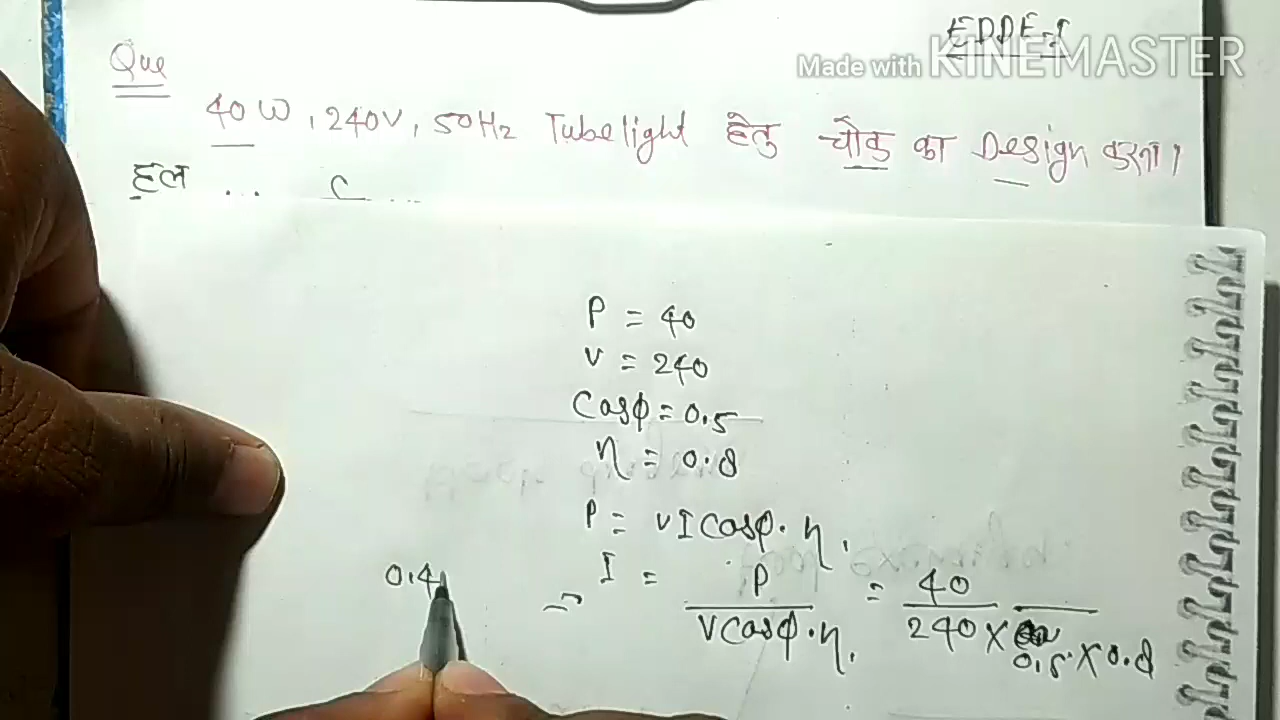 EDDE-I
Made with KINEMASTER
Que
40W, 240V, 50Hz Tubelight हेतु चौक का Design करना।
हल ... C ...
P = 40
V = 240
Cosϕ = 0.5
η = 0.8
P = VICosϕ·η.
0.4
⇒ I = P / VCosϕ·η. = 40 / 240 × 0.5 × 0.8